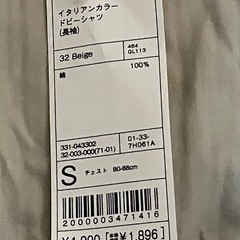 イタリアンカラー
ドビーシャツ
(長袖)
32 Beige
464
QL113
綿 100%
331-043302
32-003-000(71-01)
01-33-
7H061A
S チェスト 80-88cm
2000003471416
¥1,896